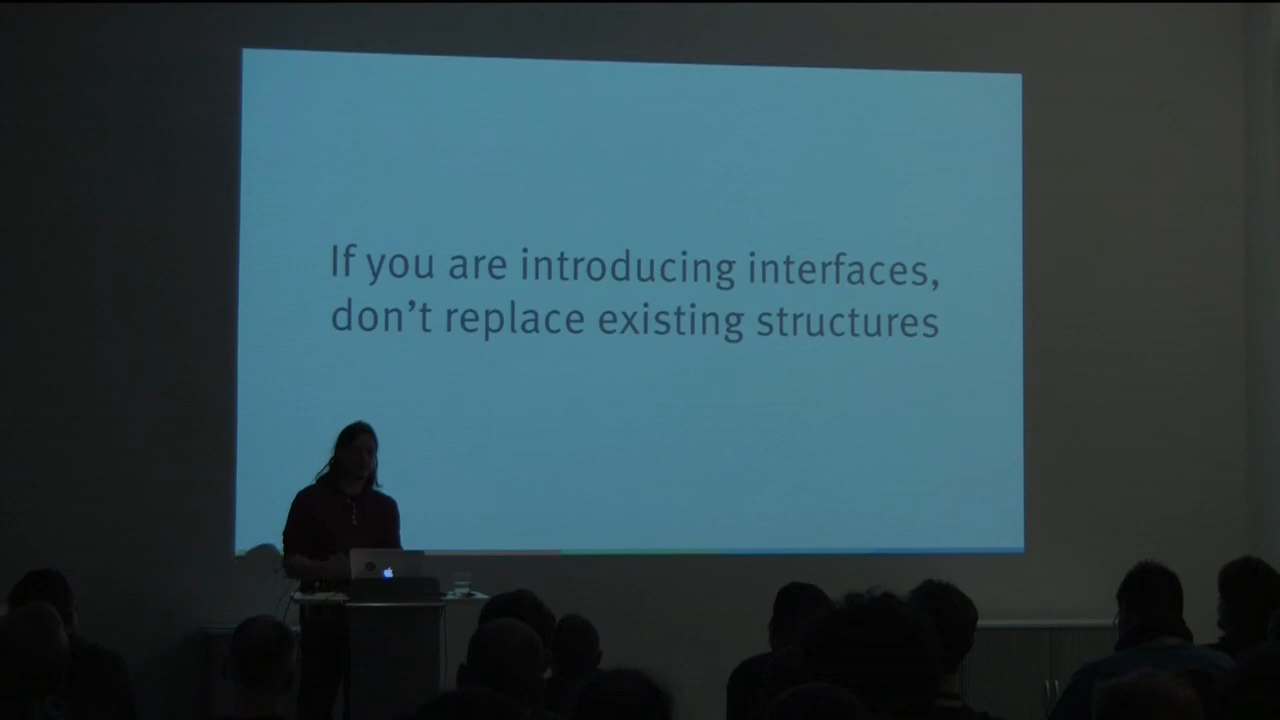 If you are introducing interfaces,
don’t replace existing structures